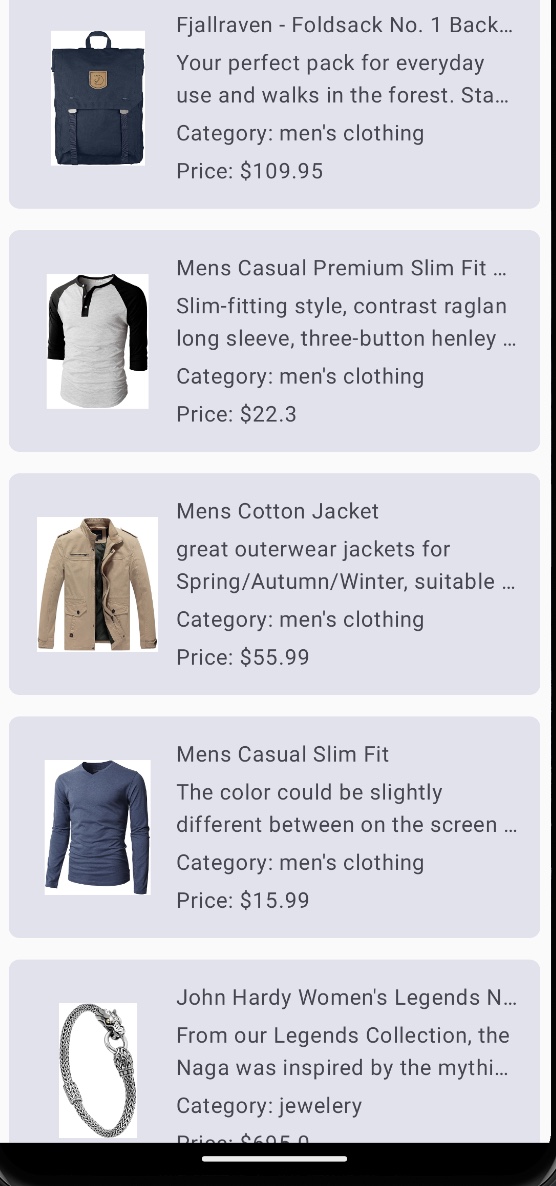 Fjallraven - Foldsack No. 1 Back...
Your perfect pack for everyday
use and walks in the forest. Sta...
Category: men's clothing
Price: $109.95
Mens Casual Premium Slim Fit ...
Slim-fitting style, contrast raglan
long sleeve, three-button henley ...
Category: men's clothing
Price: $22.3
Mens Cotton Jacket
great outerwear jackets for
Spring/Autumn/Winter, suitable ...
Category: men's clothing
Price: $55.99
Mens Casual Slim Fit
The color could be slightly
different between on the screen ...
Category: men's clothing
Price: $15.99
John Hardy Women's Legends N...
From our Legends Collection, the
Naga was inspired by the mythi...
Category: jewelery
Price: $695.0